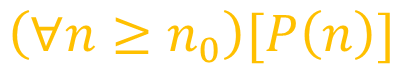 (∀n ≥ n₀)[P(n)]